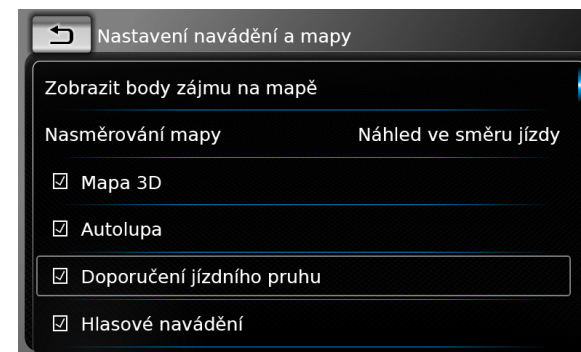 Nastavení navádění a mapy
Zobrazit body zájmu na mapě
Nasměrování mapy Náhled ve směru jízdy
Mapa 3D
Autolupa
Doporučení jízdního pruhu
Hlasové navádění